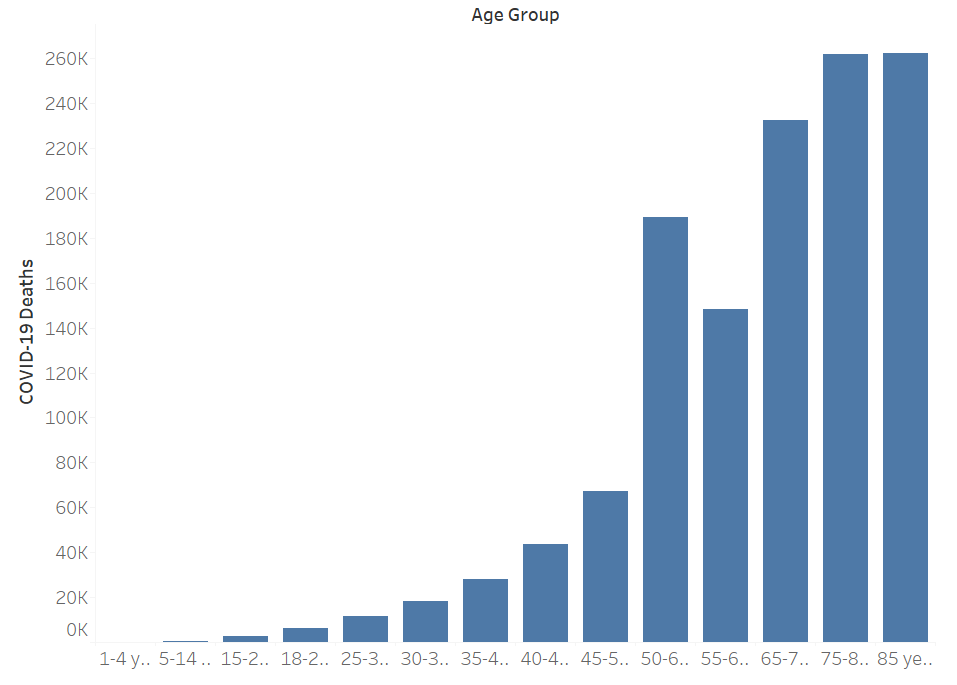 Age Group
260K
240K
220K
200K
180K
160K
140K
120K
100K
80K
60K
40K
20K
0K
COVID-19 Deaths
1-4 y.. 5-14 .. 15-2.. 18-2.. 25-3.. 30-3.. 35-4.. 40-4.. 45-5.. 50-6.. 55-6.. 65-7.. 75-8.. 85 ye..